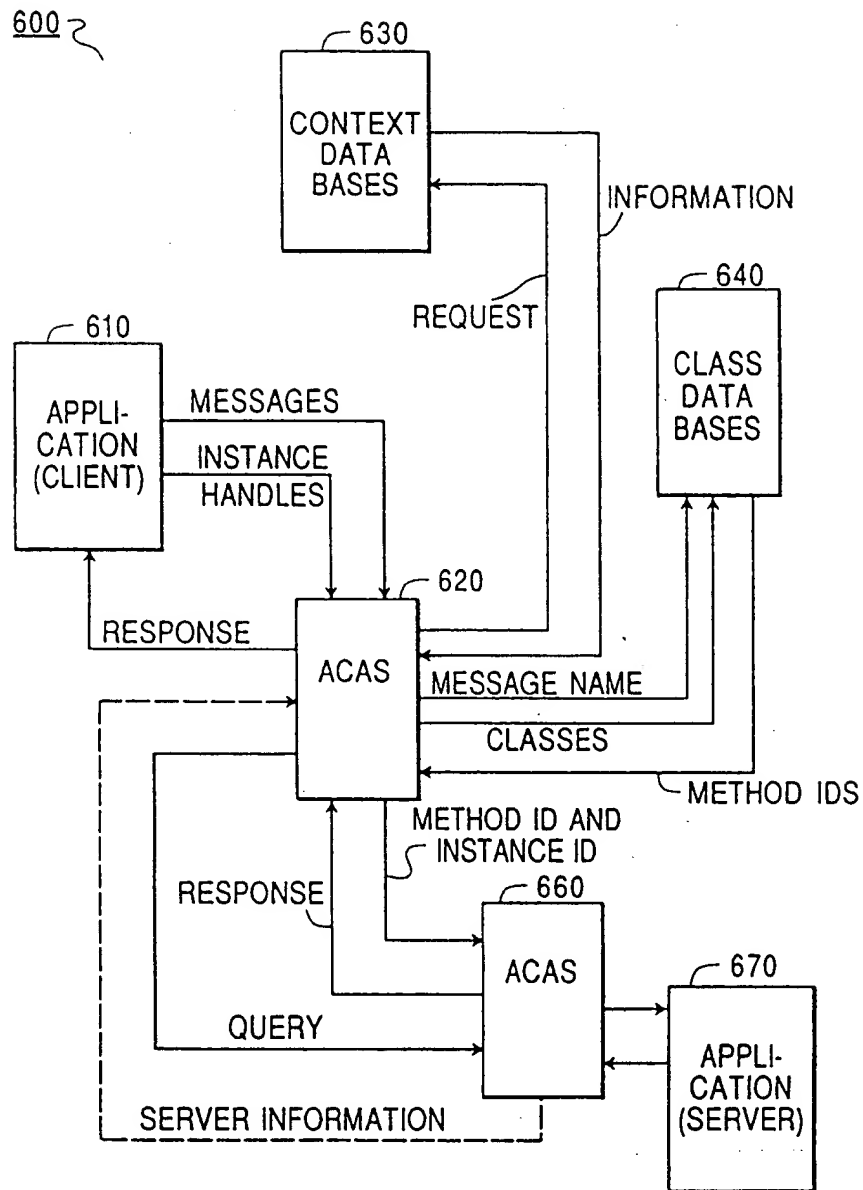 600
630
CONTEXT
DATA
BASES
INFORMATION
REQUEST
640
CLASS
DATA
BASES
610
APPLI-
CATION
(CLIENT)
MESSAGES
INSTANCE
HANDLES
RESPONSE
620
ACAS
MESSAGE NAME
CLASSES
METHOD IDS
METHOD ID AND
INSTANCE ID
RESPONSE
660
ACAS
QUERY
SERVER INFORMATION
670
APPLI-
CATION
(SERVER)